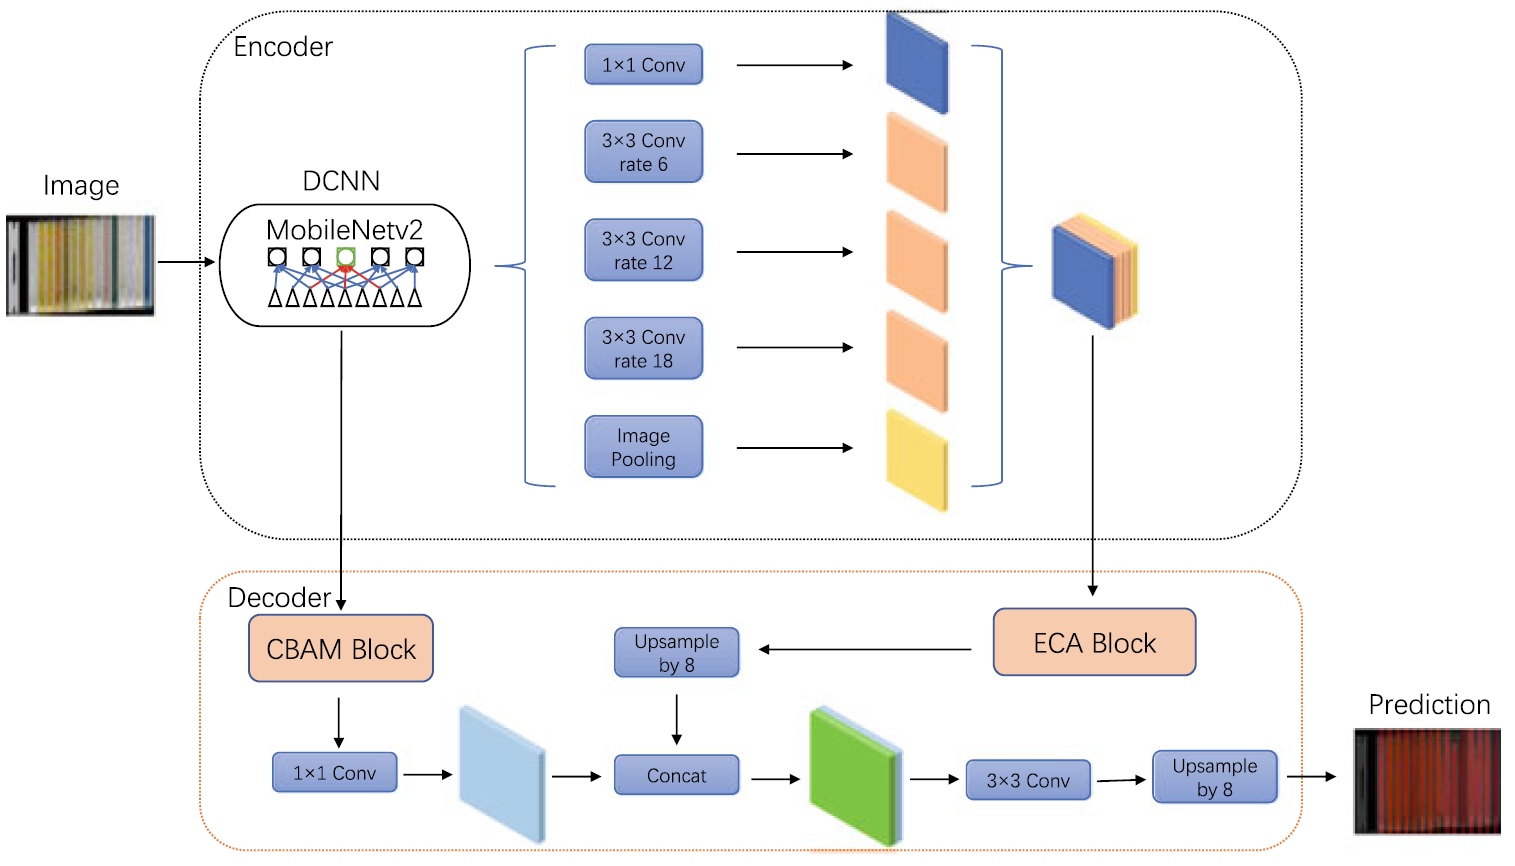 Encoder
1×1 Conv
3×3 Conv
rate 6
Image
DCNN
MobileNetv2
3×3 Conv
rate 12
3×3 Conv
rate 18
Image
Pooling
Decoder
CBAM Block
Upsample
by 8
ECA Block
Prediction
1×1 Conv
Concat
3×3 Conv
Upsample
by 8